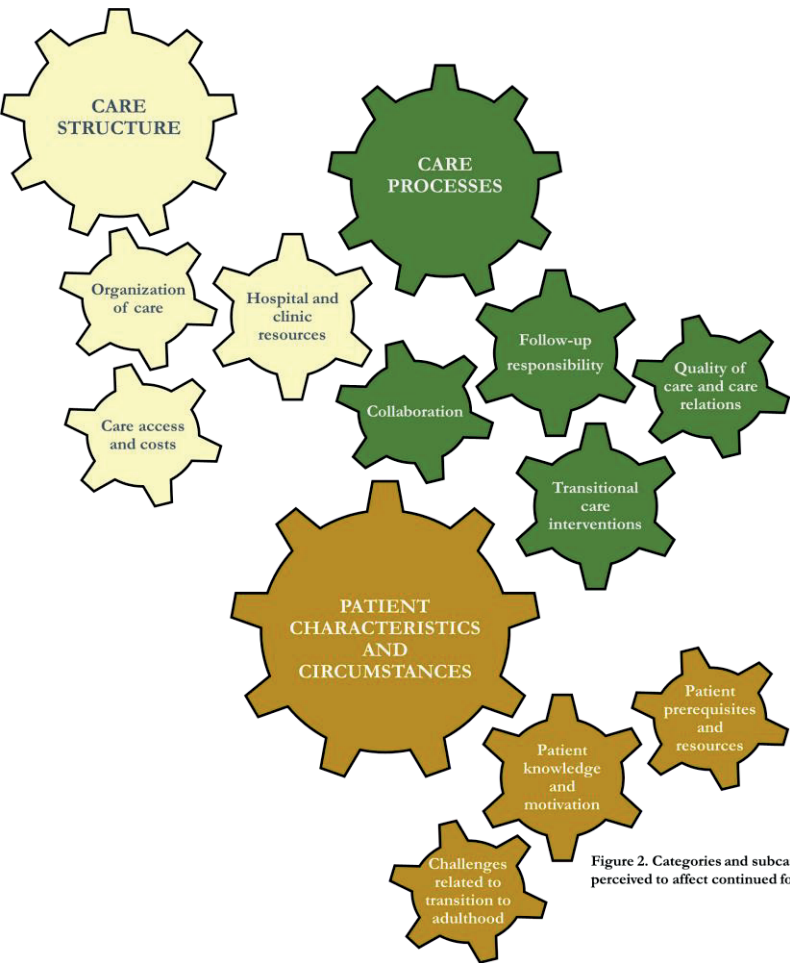 CARE
STRUCTURE
CARE
PROCESSES
Organization
of care
Hospital and
clinic
resources
Follow-up
responsibility
Quality of
care and care
relations
Collaboration
Care access
and costs
Transitional
care
interventions
PATIENT
CHARACTERISTICS
AND
CIRCUMSTANCES
Patient
prerequisites
and
resources
Patient
knowledge
and
motivation
Challenges
related to
transition to
adulthood
Figure 2. Categories and
perceived to affect continued